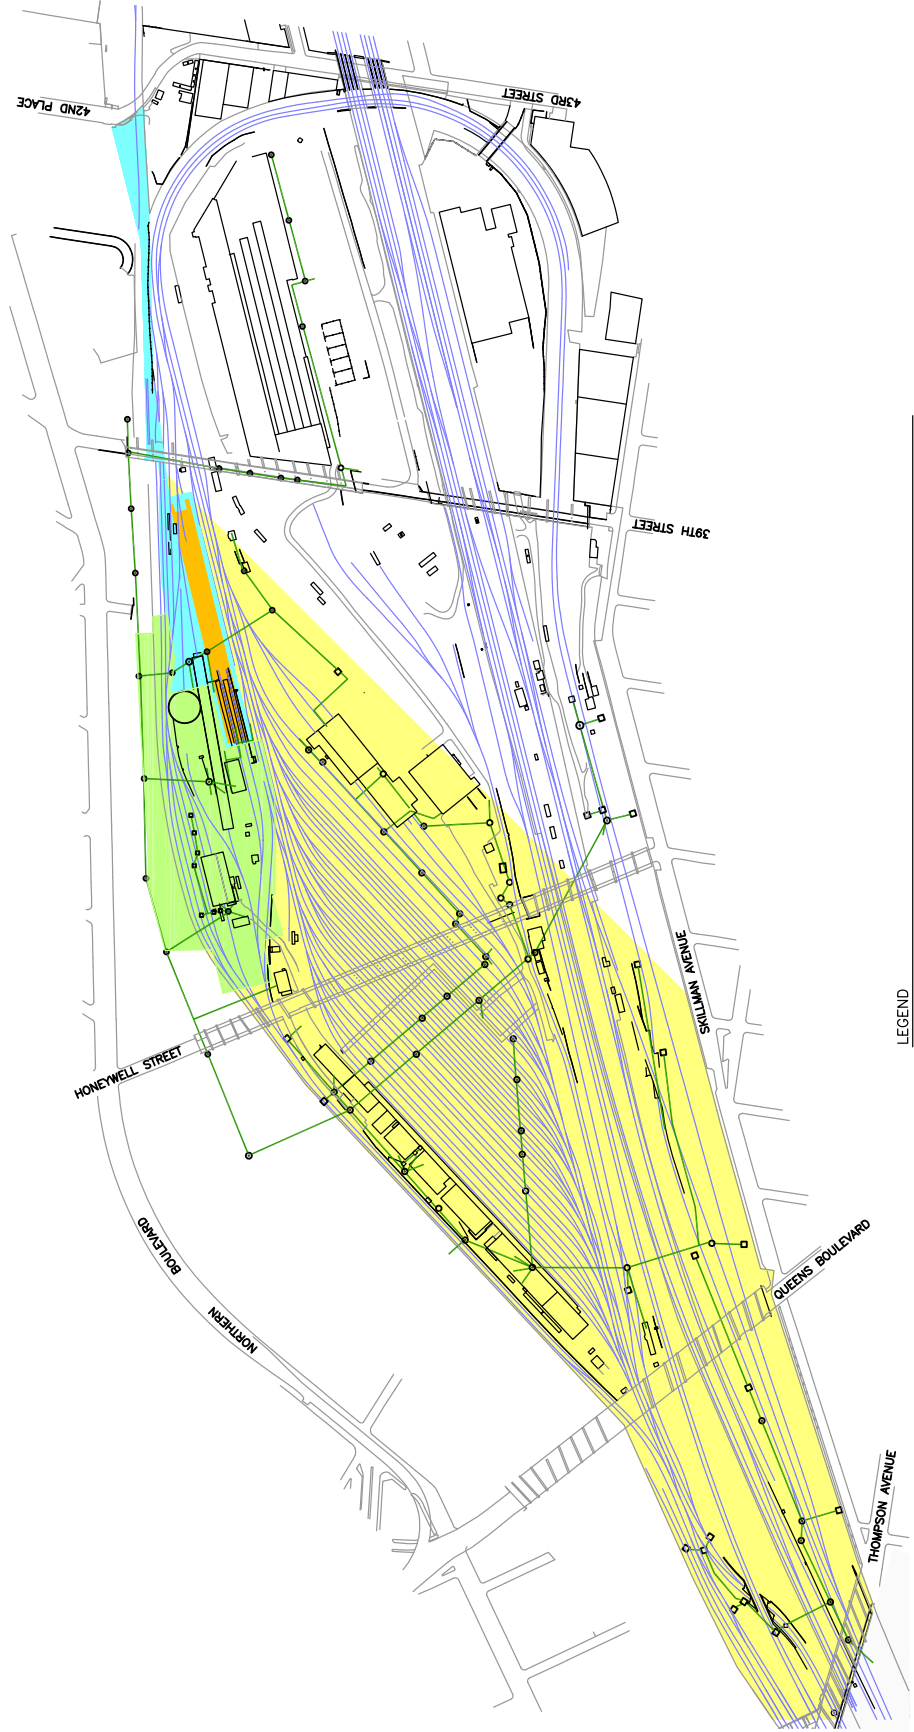 42ND PLACE
43RD STREET
39TH STREET
SKILLMAN AVENUE
LEGEND
HONEYWELL STREET
NORTHERN BOULEVARD
QUEENS BOULEVARD
THOMPSON AVENUE